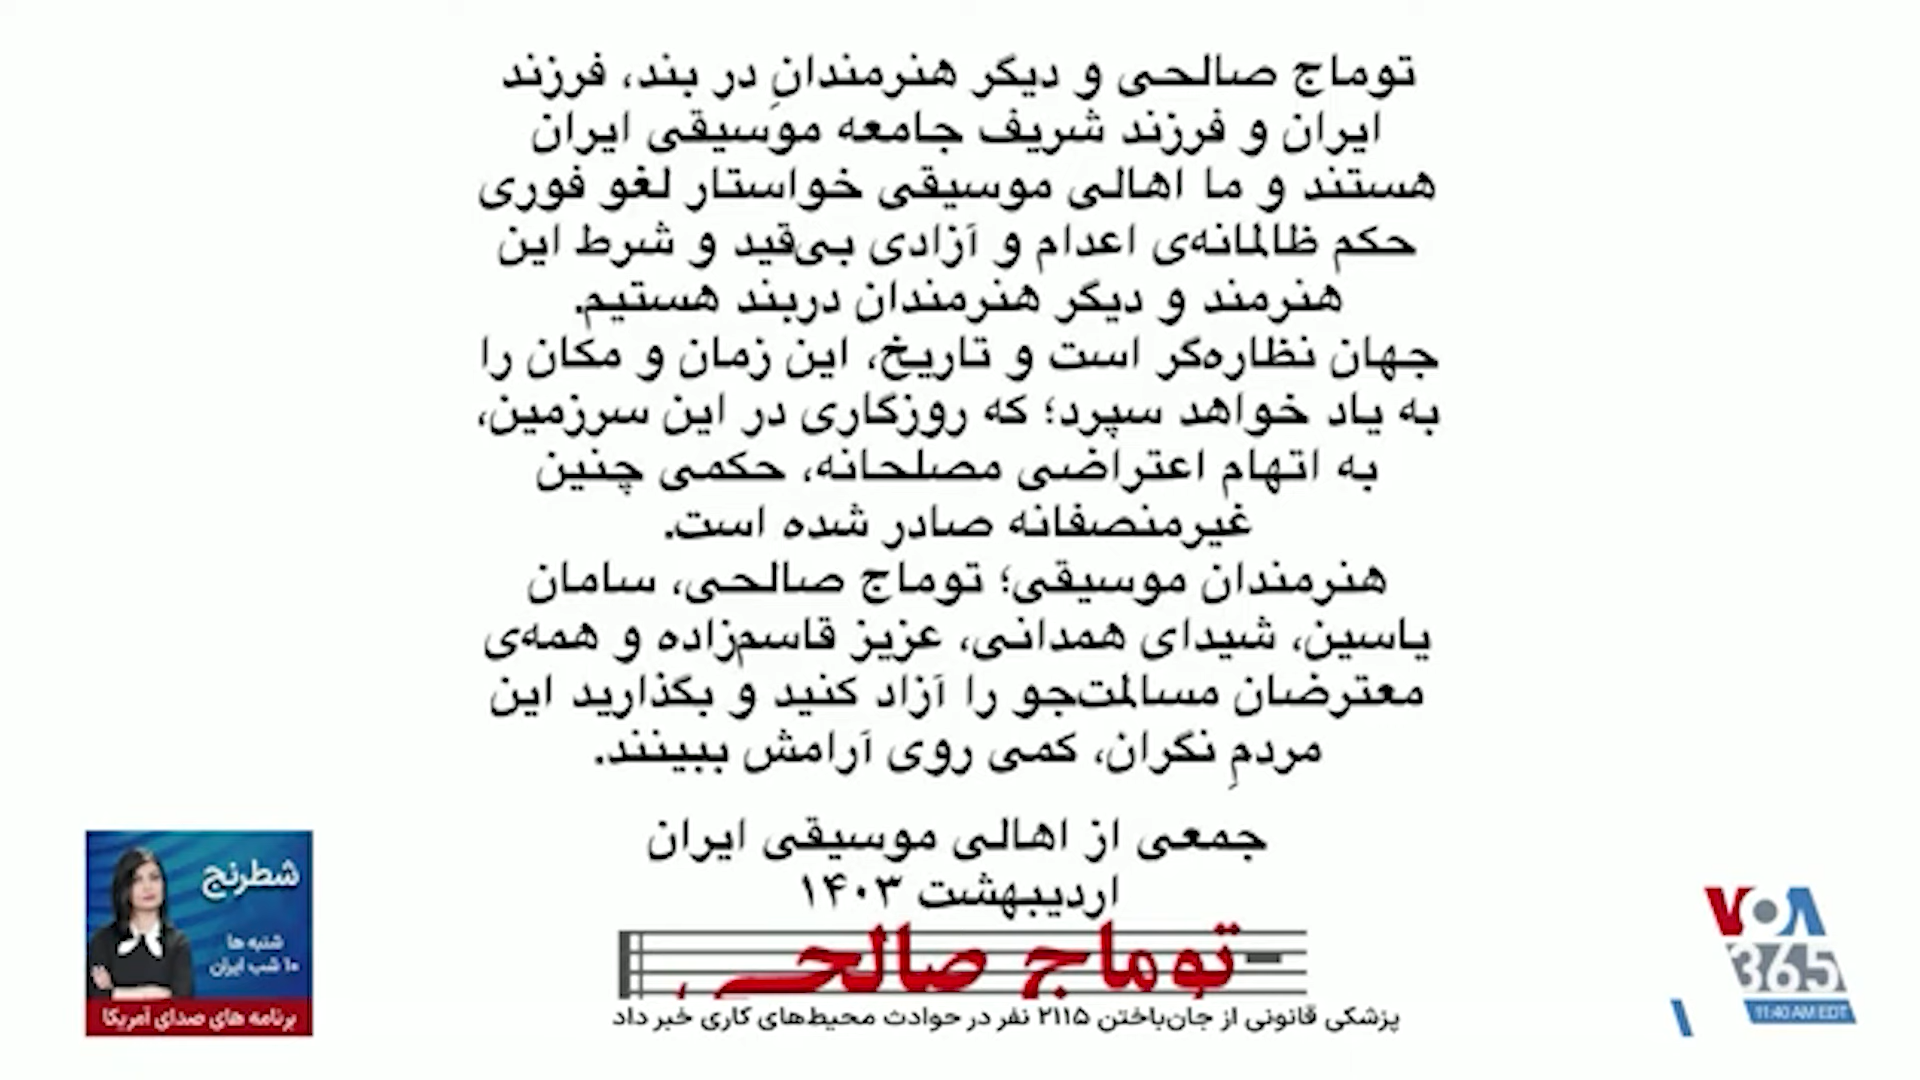 توماج صالحی و دیگر هنرمندانِ در بند، فرزند
ایران و فرزند شریف جامعه موسیقی ایران
هستند و ما اهالی موسیقی خواستار لغو فوری
حکم ظالمانه‌ی اعدام و آزادی بی‌قید و شرط این
هنرمند و دیگر هنرمندان دربند هستیم.
جهان نظاره‌گر است و تاریخ، این زمان و مکان را
به یاد خواهد سپرد؛ که روزگاری در این سرزمین،
به اتهام اعتراضی مصلحانه، حکمی چنین
غیرمنصفانه صادر شده است.
هنرمندان موسیقی؛ توماج صالحی، سامان
یاسین، شیدای همدانی، عزیز قاسم‌زاده و همه‌ی
معترضان مسالمت‌جو را آزاد کنید و بگذارید این
مردمِ نگران، کمی روی آرامش ببینند.
جمعی از اهالی موسیقی ایران
اردیبهشت ۱۴۰۳
توماج صالحی
پزشکی قانونی از جان‌باختن ۲۱۱۵ نفر در حوادث محیط‌های کاری خبر داد
شطرنج
شنبه ها
۱۰ شب ایران
برنامه های صدای آمریکا
VOA
365
11:40 AM EDT